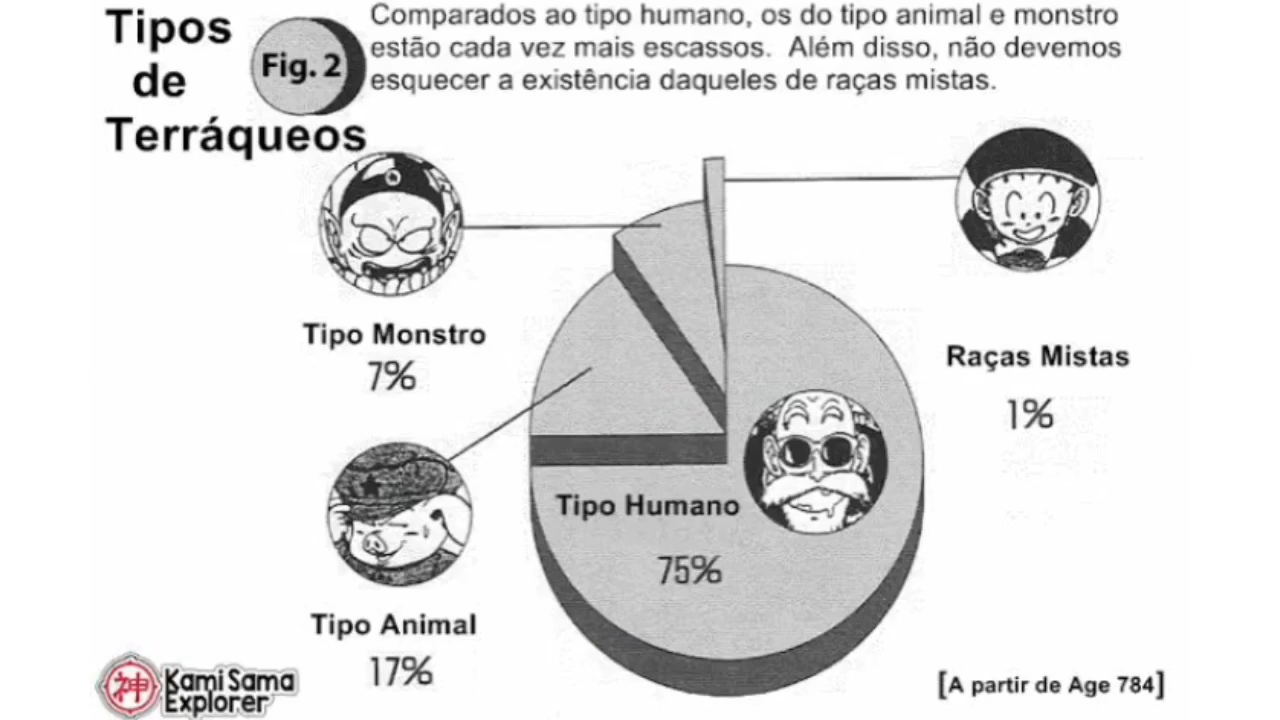 Tipos
de
Terráqueos
Fig. 2
Comparados ao tipo humano, os do tipo animal e monstro
estão cada vez mais escassos. Além disso, não devemos
esquecer a existência daqueles de raças mistas.
Tipo Monstro
7%
Raças Mistas
1%
Tipo Humano
75%
Tipo Animal
17%
神
Kami Sama
Explorer
[A partir de Age 784]